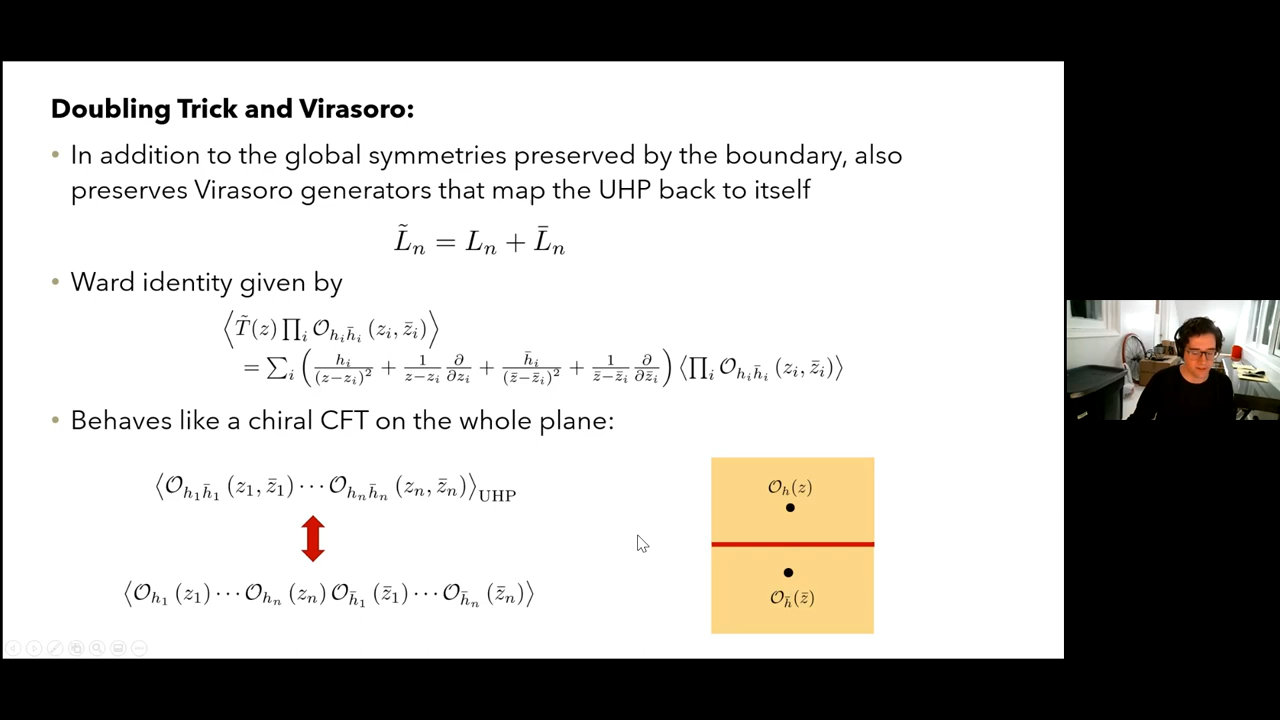 Doubling Trick and Virasoro:
• In addition to the global symmetries preserved by the boundary, also
preserves Virasoro generators that map the UHP back to itself
L̃ₙ = Lₙ + L̄ₙ
• Ward identity given by
⟨T̃(z) ∏ᵢ 𝒪_{hᵢh̄ᵢ} (zᵢ, z̄ᵢ)⟩
= ∑ᵢ ( hᵢ/(z−zᵢ)² + 1/(z−zᵢ) ∂/∂zᵢ + h̄ᵢ/(z̄−z̄ᵢ)² + 1/(z̄−z̄ᵢ) ∂/∂z̄ᵢ ) ⟨∏ᵢ 𝒪_{hᵢh̄ᵢ} (zᵢ, z̄ᵢ)⟩
• Behaves like a chiral CFT on the whole plane:
⟨𝒪_{h₁h̄₁} (z₁, z̄₁) ··· 𝒪_{hₙh̄ₙ} (zₙ, z̄ₙ)⟩_UHP
⟨𝒪_{h₁} (z₁) ··· 𝒪_{hₙ} (zₙ) 𝒪_{h̄₁} (z̄₁) ··· 𝒪_{h̄ₙ} (z̄ₙ)⟩
𝒪_h(z)
𝒪_{h̄}(z̄)